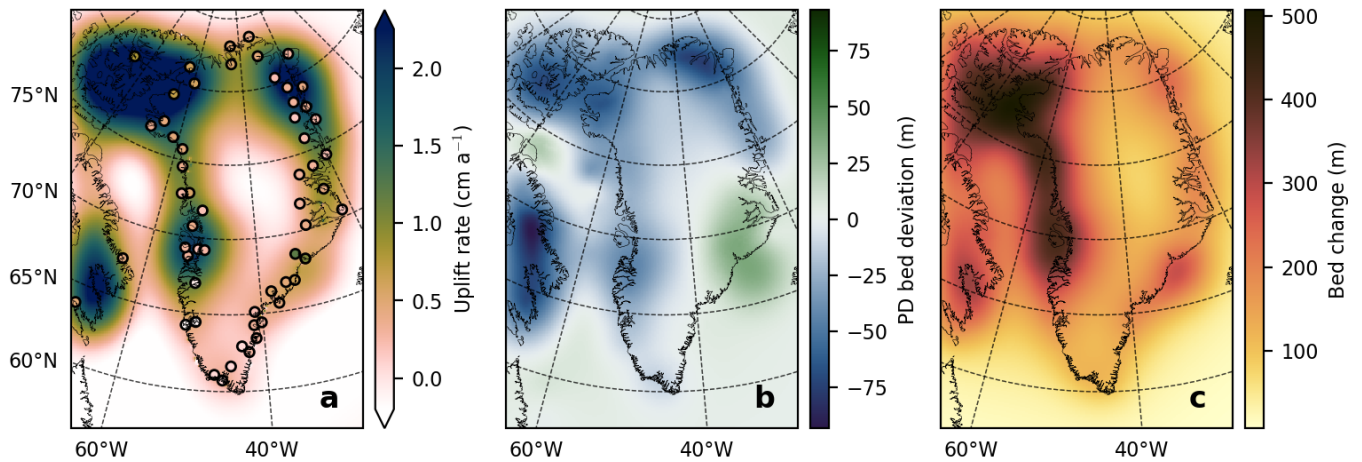 75°N
70°N
65°N
60°N
60°W
40°W
a
2.0
1.5
1.0
0.5
0.0
Uplift rate (cm a⁻¹)
60°W
40°W
b
75
50
25
0
−25
−50
−75
PD bed deviation (m)
60°W
40°W
c
500
400
300
200
100
Bed change (m)